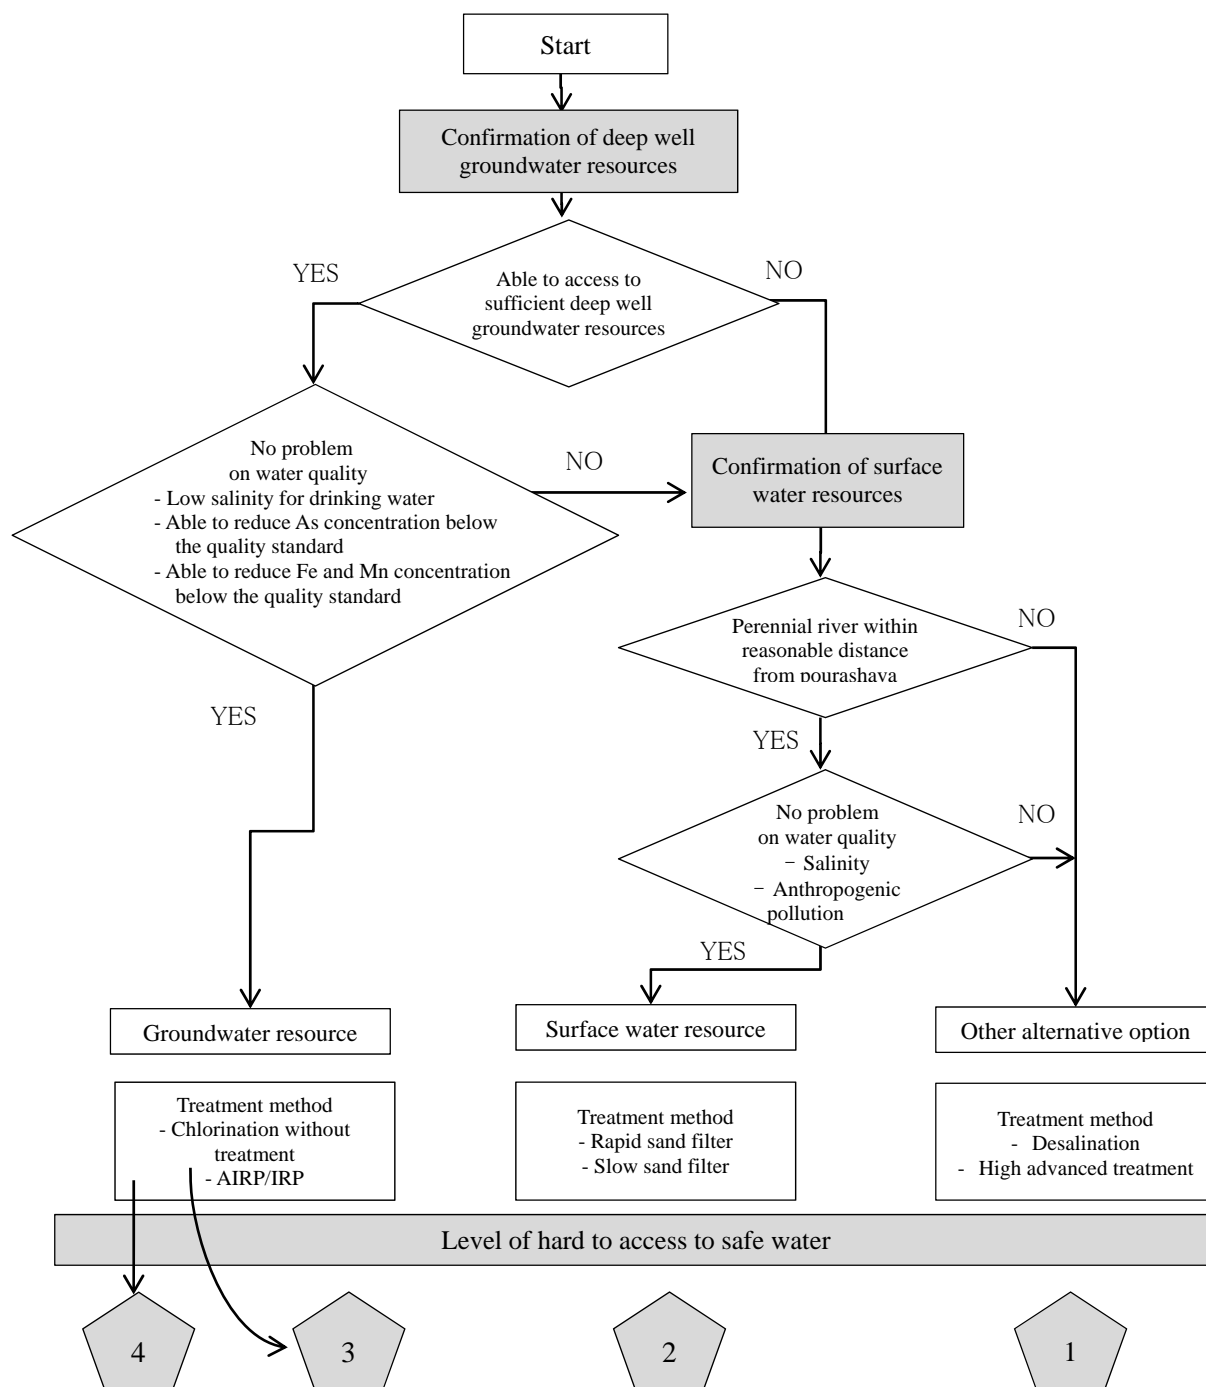 Start
Confirmation of deep well
groundwater resources
YES
NO
Able to access to
sufficient deep well
groundwater resources
No problem
on water quality
- Low salinity for drinking water
- Able to reduce As concentration below
the quality standard
- Able to reduce Fe and Mn concentration
below the quality standard
NO
Confirmation of surface
water resources
YES
Perennial river within
reasonable distance
from pourashava
NO
YES
No problem
on water quality
－ Salinity
－ Anthropogenic
pollution
NO
YES
Groundwater resource
Surface water resource
Other alternative option
Treatment method
- Chlorination without
treatment
- AIRP/IRP
Treatment method
- Rapid sand filter
- Slow sand filter
Treatment method
- Desalination
- High advanced treatment
Level of hard to access to safe water
4
3
2
1